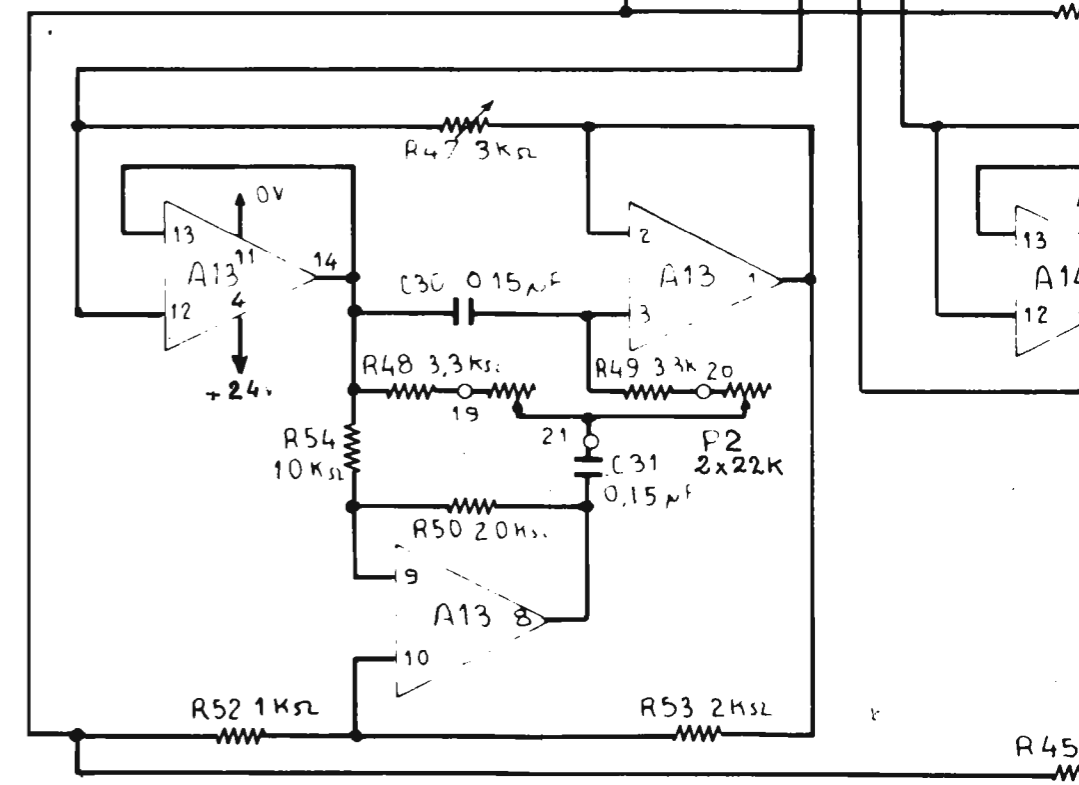 R47 3KΩ
0V
13
11
14
A13
4
12
+24v
C30 0.15µF
2
A13
1
3
13
A14
12
R48 3,3KΩ
19
R49 33K
20
21
P2
2x22K
C31
0,15µF
R54
10KΩ
R50 20KΩ
9
A13
8
10
R52 1KΩ
R53 2KΩ
R45